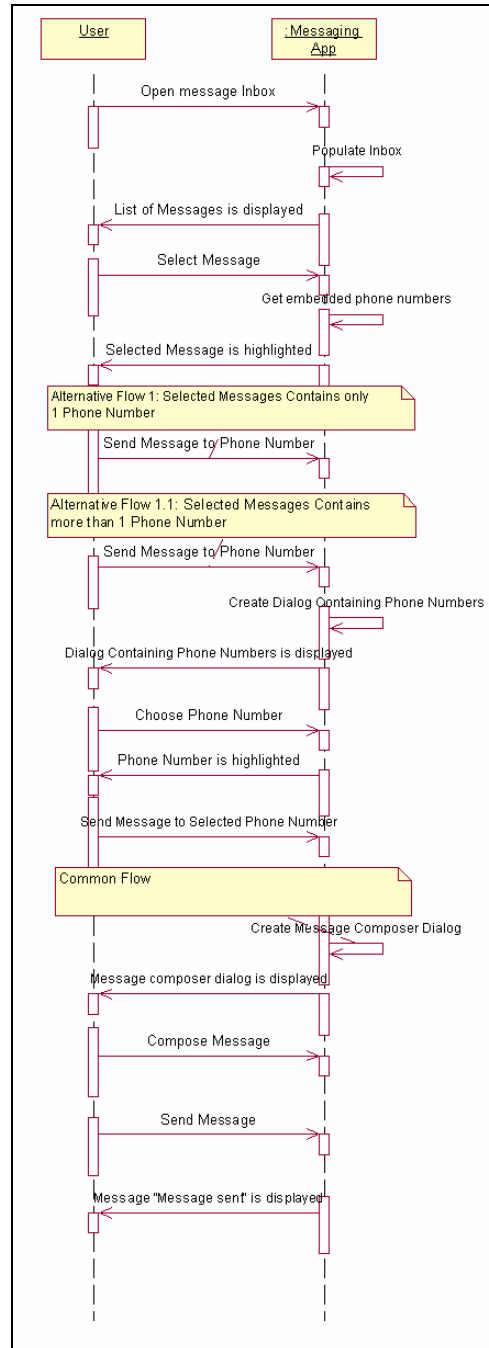 User
:Messaging
App
Open message Inbox
Populate Inbox
List of Messages is displayed
Select Message
Get embedded phone numbers
Selected Message is highlighted
Alternative Flow 1: Selected Messages Contains only
1 Phone Number
Send Message to Phone Number
Alternative Flow 1.1: Selected Messages Contains
more than 1 Phone Number
Send Message to Phone Number
Create Dialog Containing Phone Numbers
Dialog Containing Phone Numbers is displayed
Choose Phone Number
Phone Number is highlighted
Send Message to Selected Phone Number
Common Flow
Create Message Composer Dialog
Message composer dialog is displayed
Compose Message
Send Message
Message "Message sent" is displayed